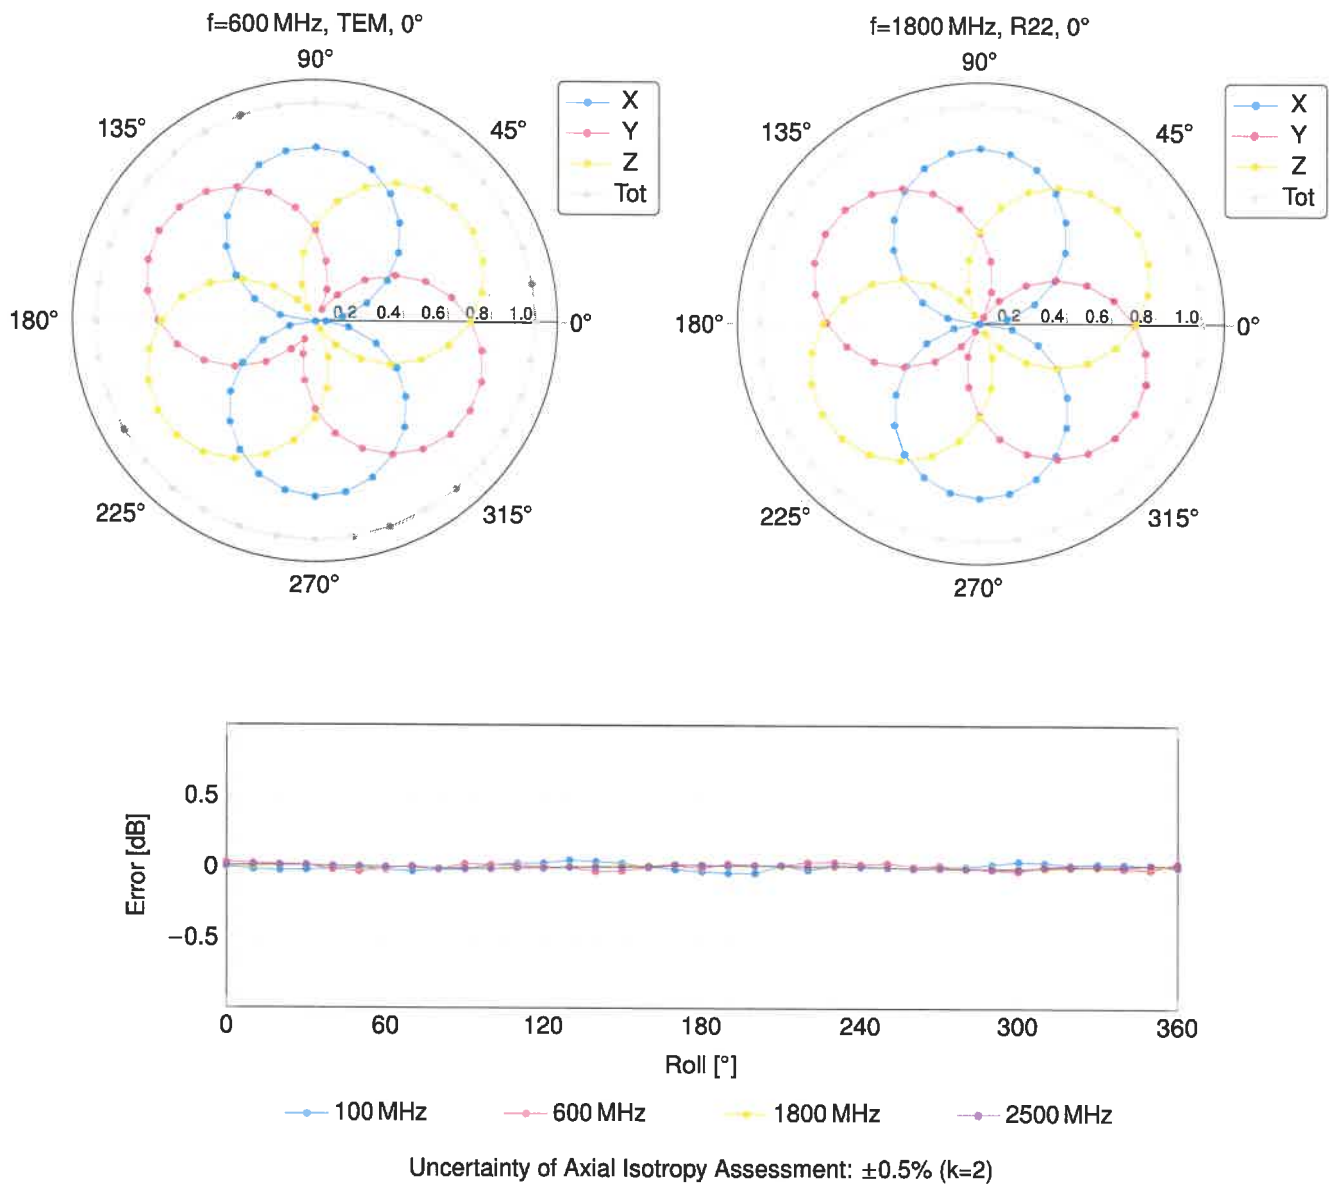 f=600 MHz, TEM, 0°
90°
135°
45°
X
Y
Z
Tot
180°
0.2 0.4 0.6 0.8 1.0
0°
225°
315°
270°
f=1800 MHz, R22, 0°
90°
135°
45°
X
Y
Z
Tot
180°
0.2 0.4 0.6 0.8 1.0
0°
225°
315°
270°
Error [dB]
0.5
0
−0.5
0 60 120 180 240 300 360
Roll [°]
100 MHz 600 MHz 1800 MHz 2500 MHz
Uncertainty of Axial Isotropy Assessment: ±0.5% (k=2)